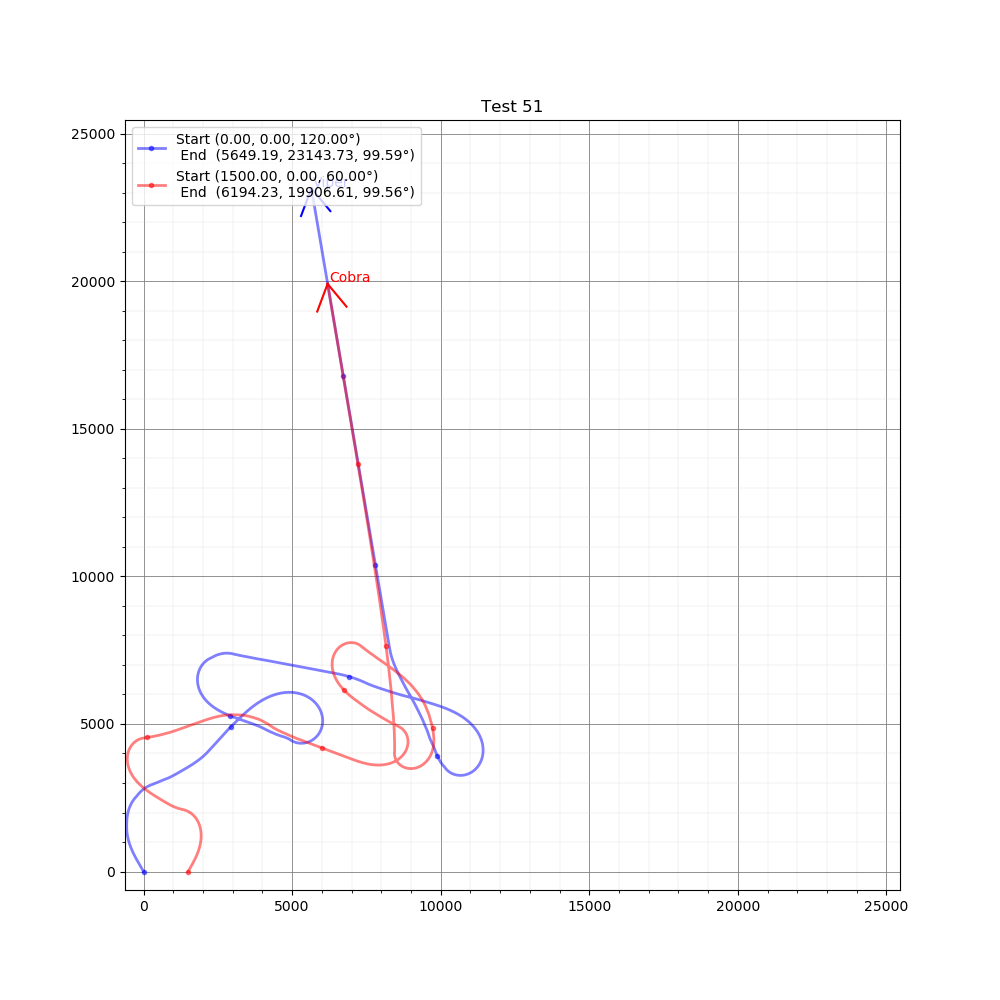 Test 51
25000
20000
15000
10000
5000
0
Start (0.00, 0.00, 120.00°)
End (5649.19, 23143.73, 99.59°)
Start (1500.00, 0.00, 60.00°)
End (6194.23, 19906.61, 99.56°)
Cobra
0 5000 10000 15000 20000 25000